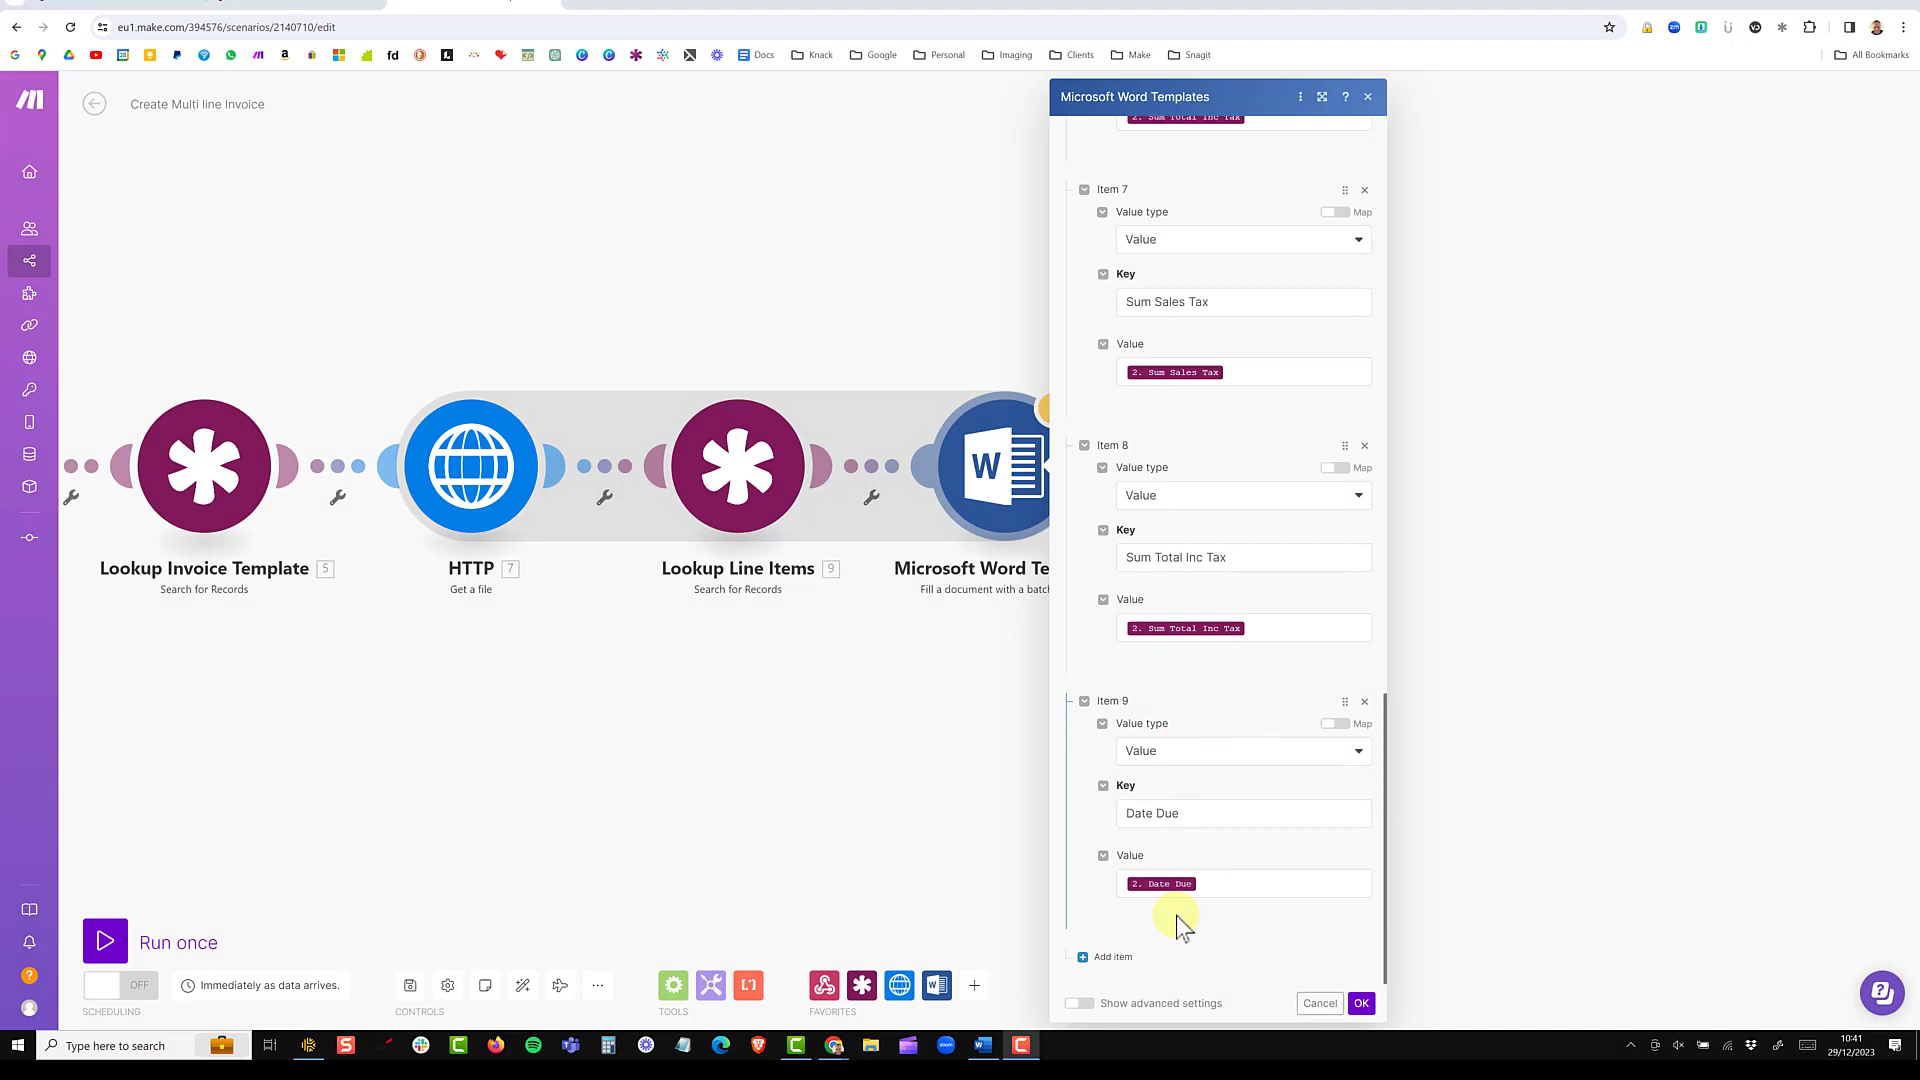 eu1.make.com/394576/scenarios/2140710/edit
Docs
Knack
Google
Personal
Imaging
Clients
Make
Snagit
All Bookmarks
Create Multi line Invoice
Microsoft Word Templates
2. Sum Total Inc Tax
Item 7
Value type
Map
Value
Key
Sum Sales Tax
Value
2. Sum Sales Tax
Item 8
Value type
Map
Value
Key
Sum Total Inc Tax
Value
2. Sum Total Inc Tax
Item 9
Value type
Map
Value
Key
Date Due
Value
2. Date Due
Add item
Show advanced settings
Cancel
OK
Lookup Invoice Template 5
Search for Records
HTTP 7
Get a file
Lookup Line Items 9
Search for Records
Microsoft Word Te
Fill a document with a batch
Run once
OFF
Immediately as data arrives.
SCHEDULING
CONTROLS
TOOLS
FAVORITES
Type here to search
10:41
29/12/2023